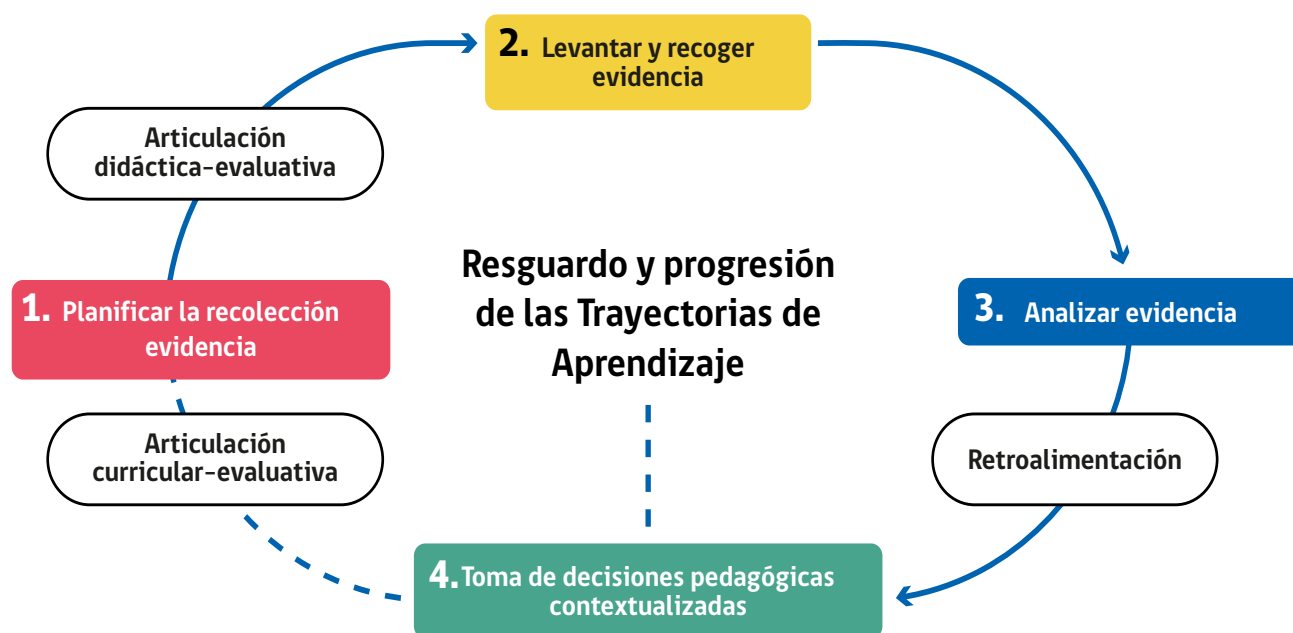 2. Levantar y recoger
evidencia
Articulación
didáctica-evaluativa
1. Planificar la recolección
evidencia
Resguardo y progresión
de las Trayectorias de
Aprendizaje
3. Analizar evidencia
Articulación
curricular-evaluativa
Retroalimentación
4. Toma de decisiones pedagógicas
contextualizadas